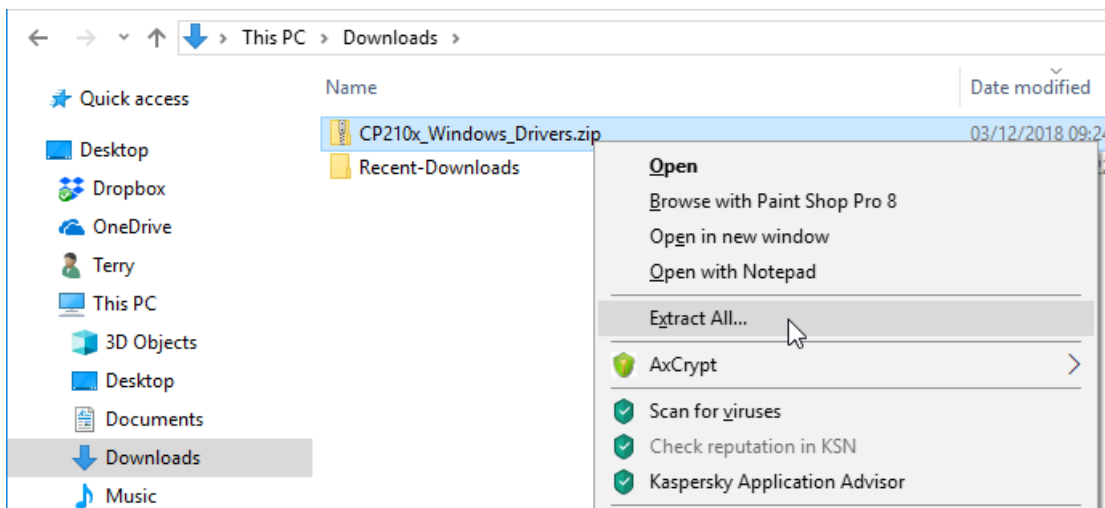 This PC > Downloads >
Quick access
Desktop
Dropbox
OneDrive
Terry
This PC
3D Objects
Desktop
Documents
Downloads
Music
Name
Date modified
CP210x_Windows_Drivers.zip
03/12/2018 09:24
Recent-Downloads
Open
Browse with Paint Shop Pro 8
Open in new window
Open with Notepad
Extract All...
AxCrypt
Scan for viruses
Check reputation in KSN
Kaspersky Application Advisor